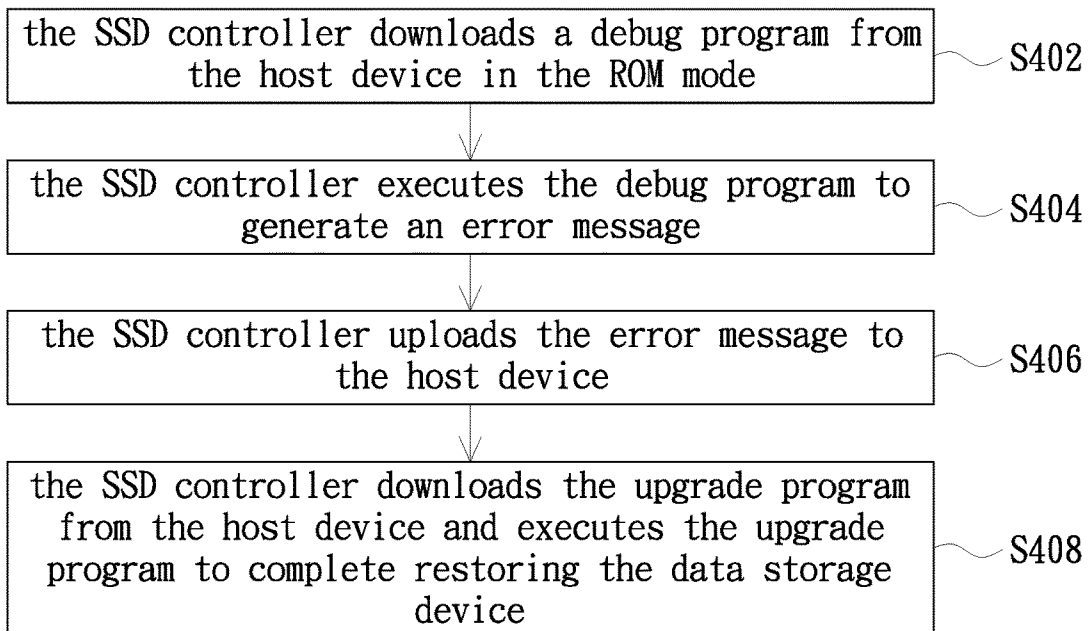 the SSD controller downloads a debug program from
the host device in the ROM mode
S402
the SSD controller executes the debug program to
generate an error message
S404
the SSD controller uploads the error message to
the host device
S406
the SSD controller downloads the upgrade program
from the host device and executes the upgrade
program to complete restoring the data storage
device
S408